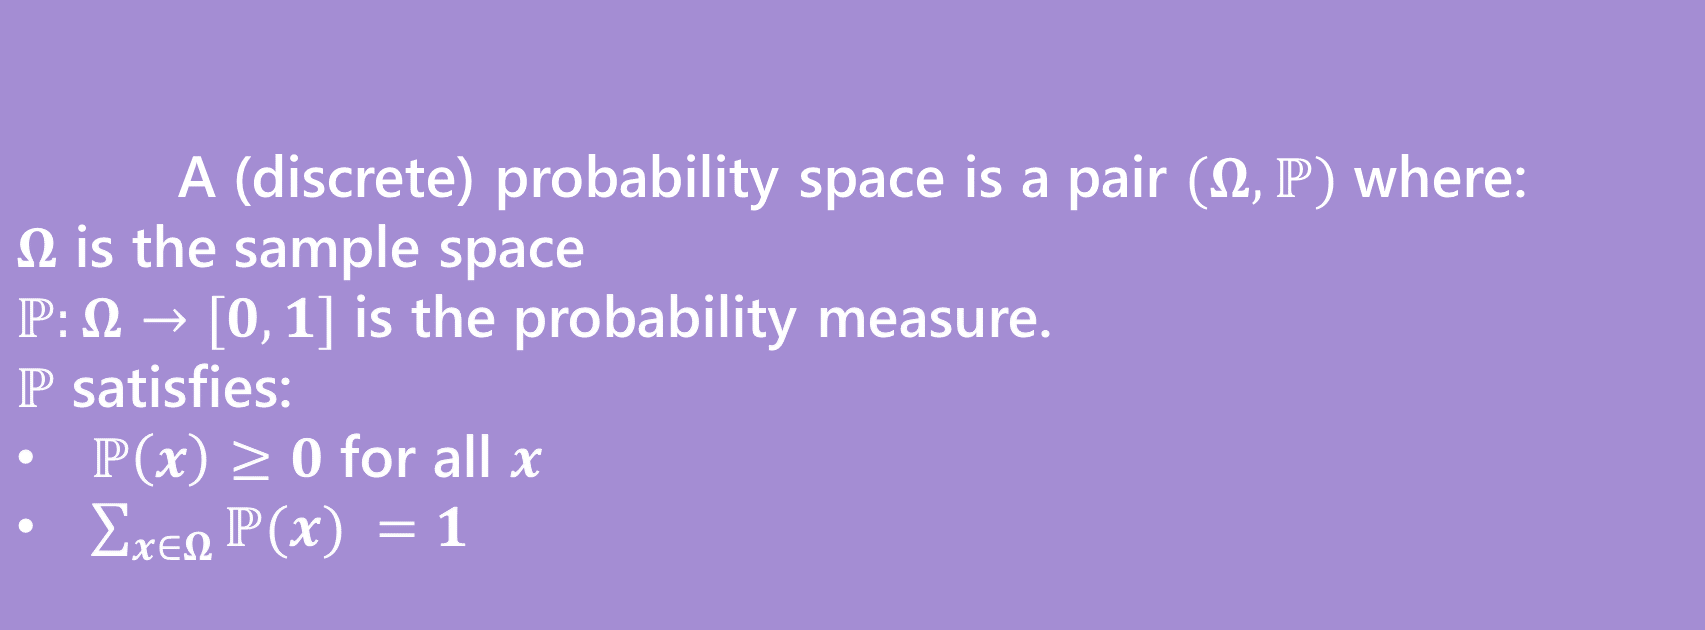 A (discrete) probability space is a pair (Ω, ℙ) where:
Ω is the sample space
ℙ: Ω → [0, 1] is the probability measure.
ℙ satisfies:
• ℙ(x) ≥ 0 for all x
• ∑x∈Ω ℙ(x) = 1